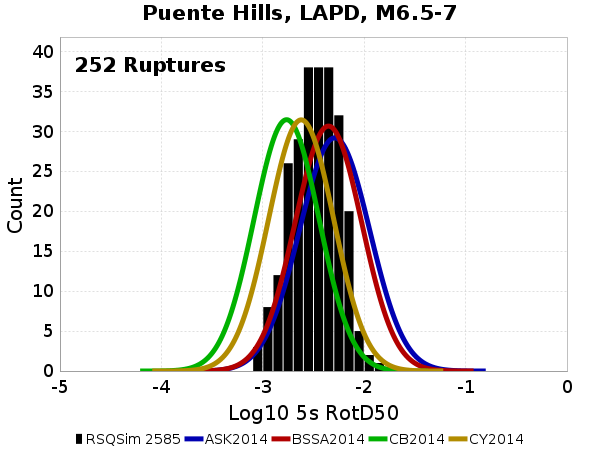 Puente Hills, LAPD, M6.5-7
252 Ruptures
40
35
30
25
20
15
10
5
0
Count
-5 -4 -3 -2 -1 0
Log10 5s RotD50
RSQSim 2585 ASK2014 BSSA2014 CB2014 CY2014